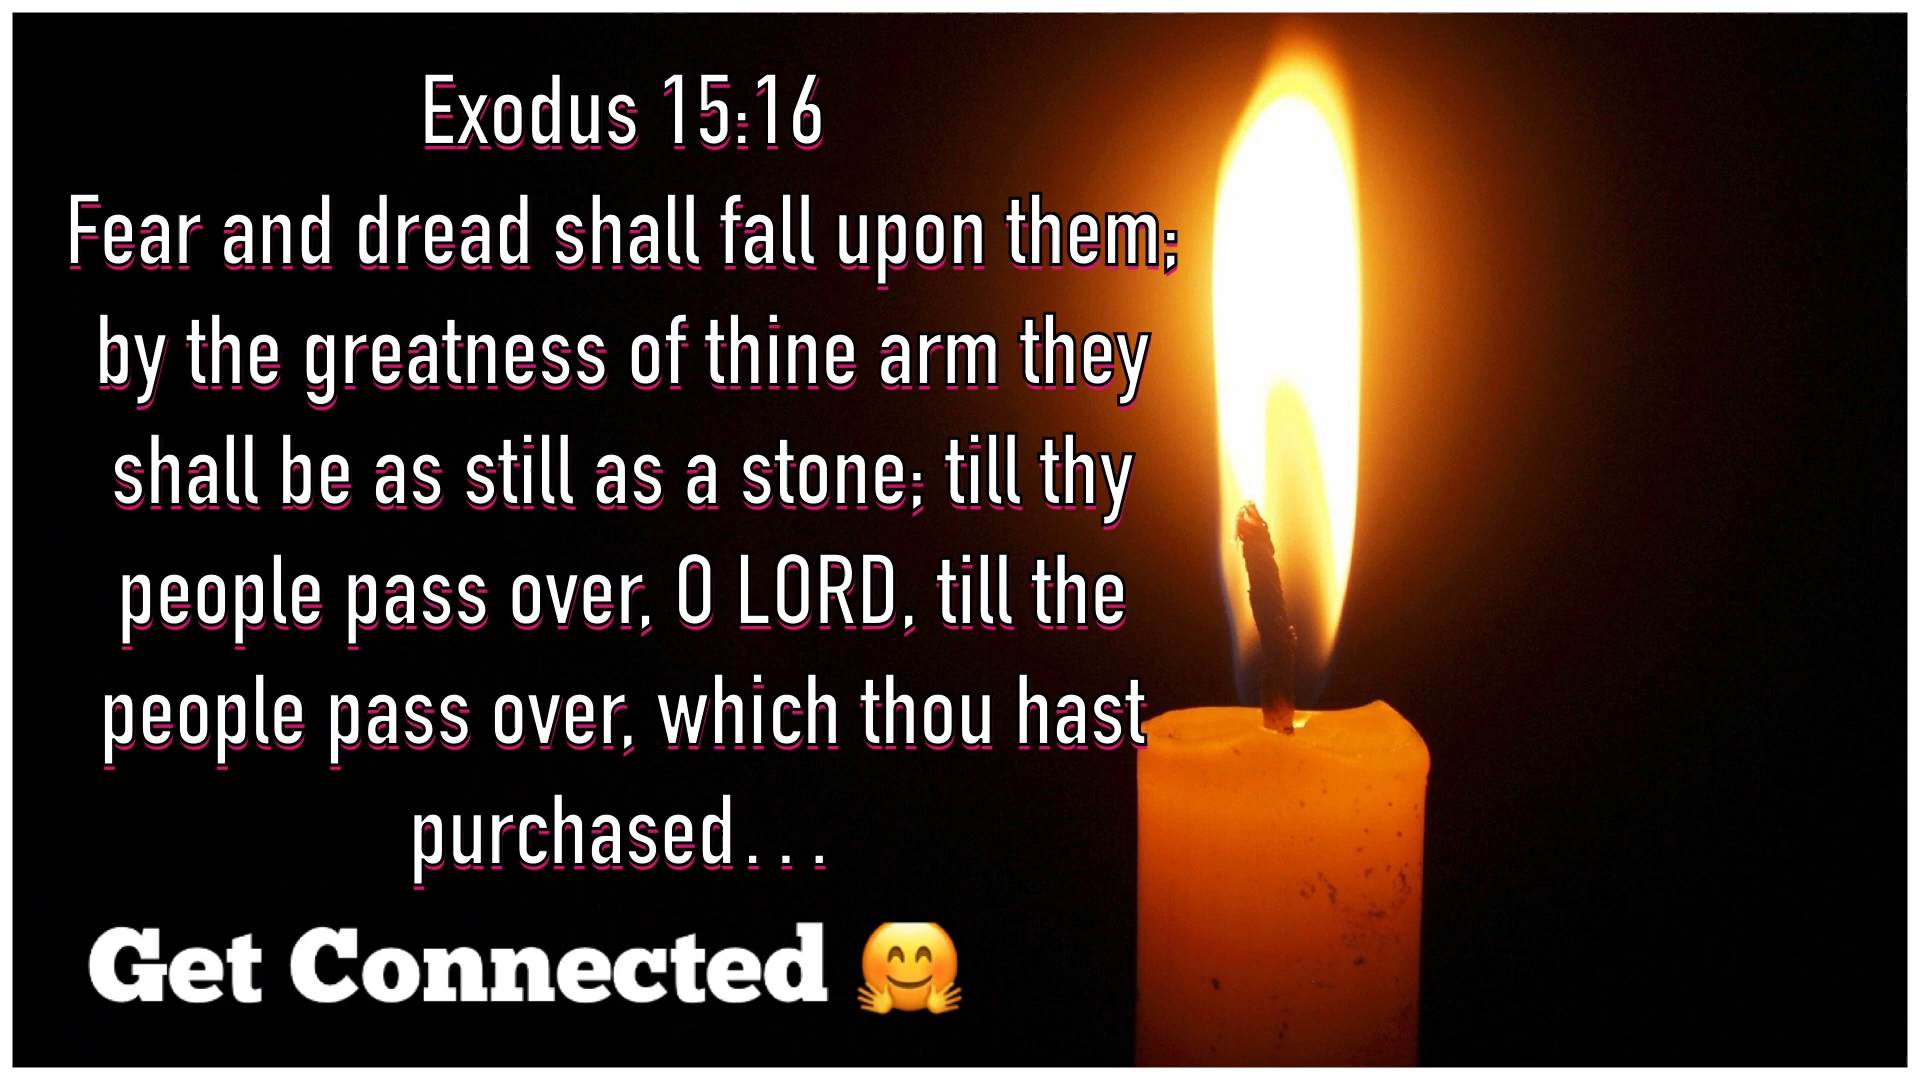 Exodus 15:16
Fear and dread shall fall upon them;
by the greatness of thine arm they
shall be as still as a stone; till thy
people pass over, O LORD, till the
people pass over, which thou hast
purchased...
Get Connected 🤗